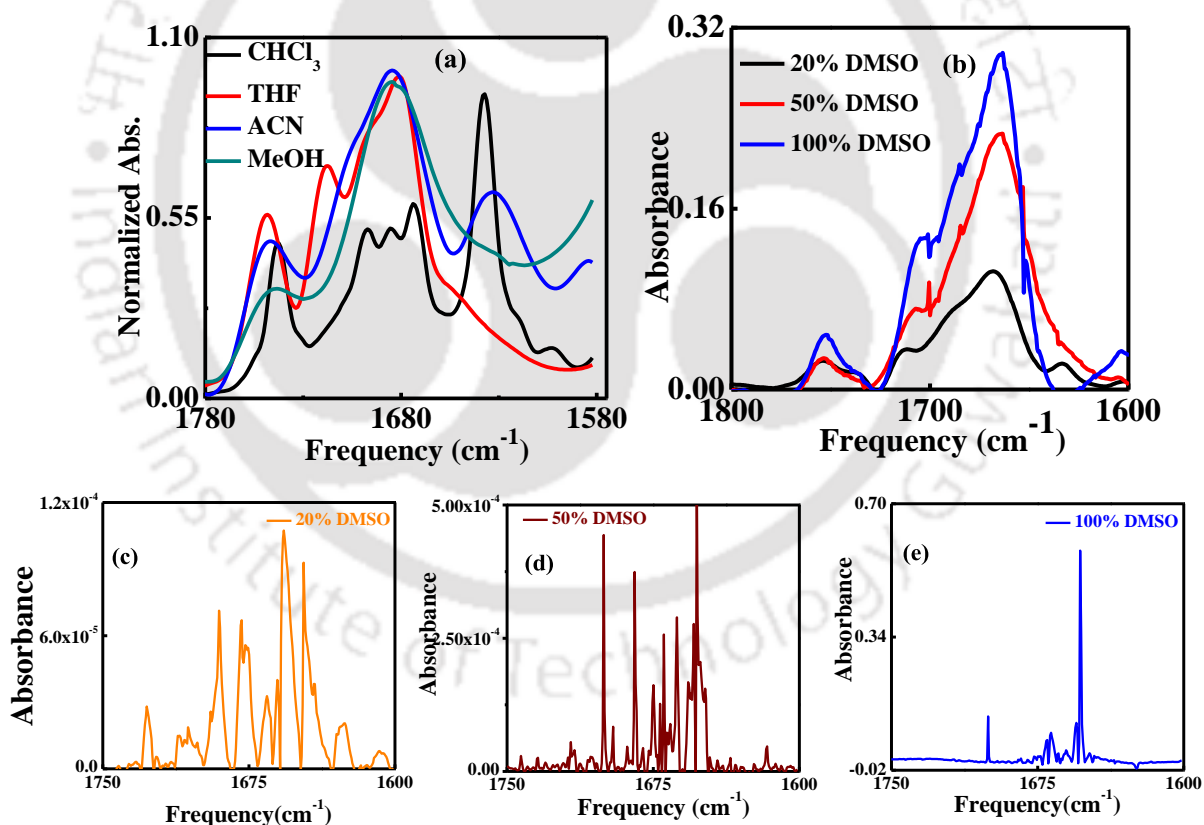 1.10
0.55
0.00
Normalized Abs.
CHCl3
THF
ACN
MeOH
(a)
1780
1680
1580
Frequency (cm-1)
0.32
0.16
0.00
Absorbance
20% DMSO
50% DMSO
100% DMSO
(b)
1800
1700
1600
Frequency (cm-1)
1.2x10-4
6.0x10-5
0.0
Absorbance
20% DMSO
(c)
1750
1675
1600
Frequency(cm-1)
5.00x10-4
2.50x10-4
0.00
Absorbance
50% DMSO
(d)
1750
1675
1600
Frequency (cm-1)
0.70
0.34
-0.02
Absorbance
100% DMSO
(e)
1750
1675
1600
Frequency(cm-1)
Institute of Technology Guwahati